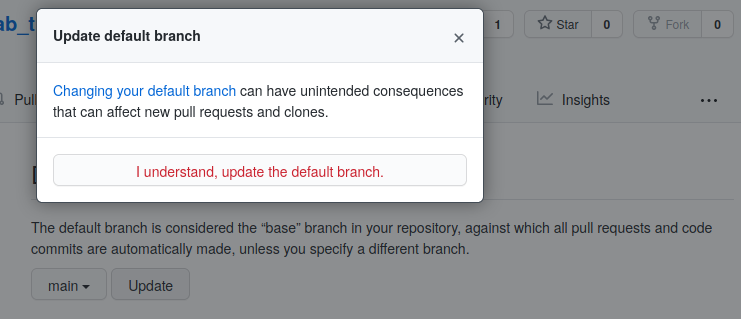 ab_t
Update default branch
×
1
Star
0
Fork
0
Changing your default branch can have unintended consequences
that can affect new pull requests and clones.
Pull
rity
Insights
...
I understand, update the default branch.
The default branch is considered the “base” branch in your repository, against which all pull requests and code
commits are automatically made, unless you specify a different branch.
main
Update